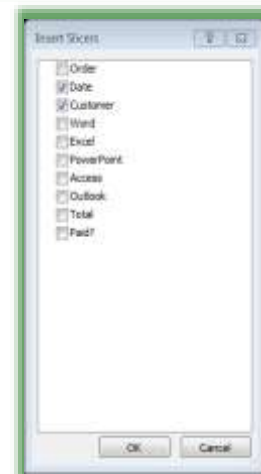 Insert Slicers
Order
Date
Customer
Word
Excel
PowerPoint
Access
Outlook
Total
Paid?
OK
Cancel